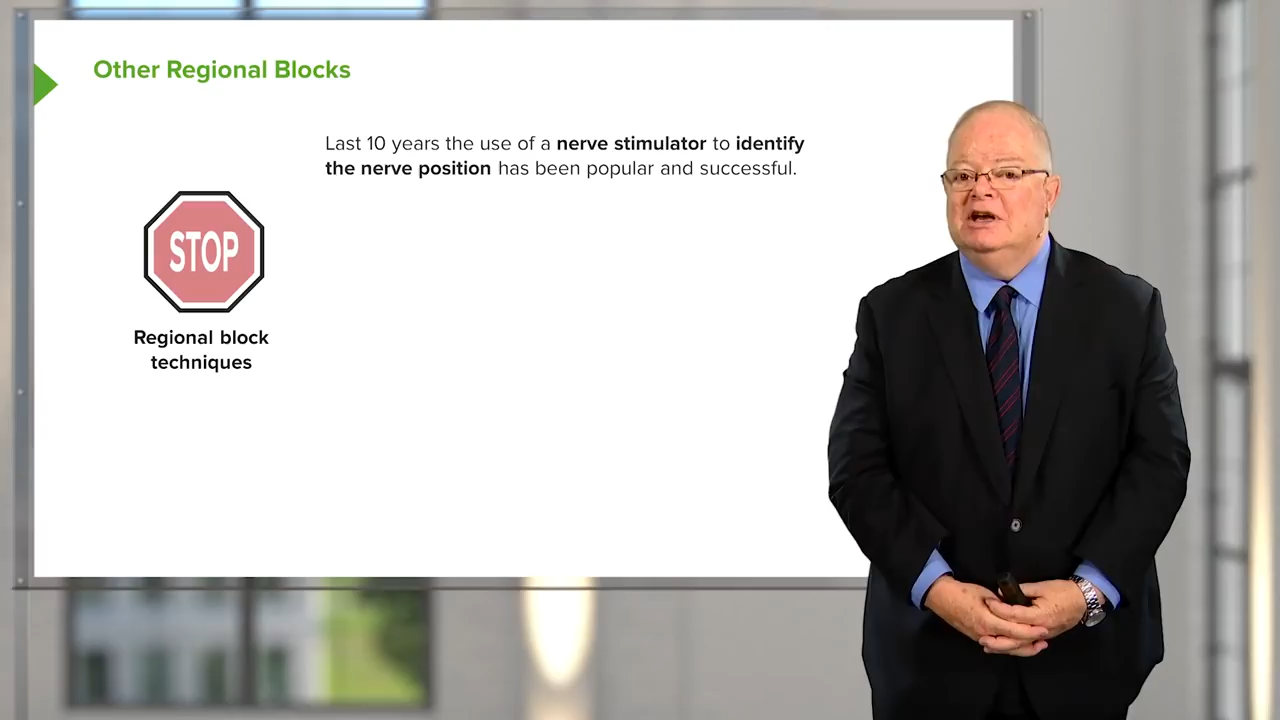 Other Regional Blocks
Last 10 years the use of a nerve stimulator to identify
the nerve position has been popular and successful.
STOP
Regional block
techniques